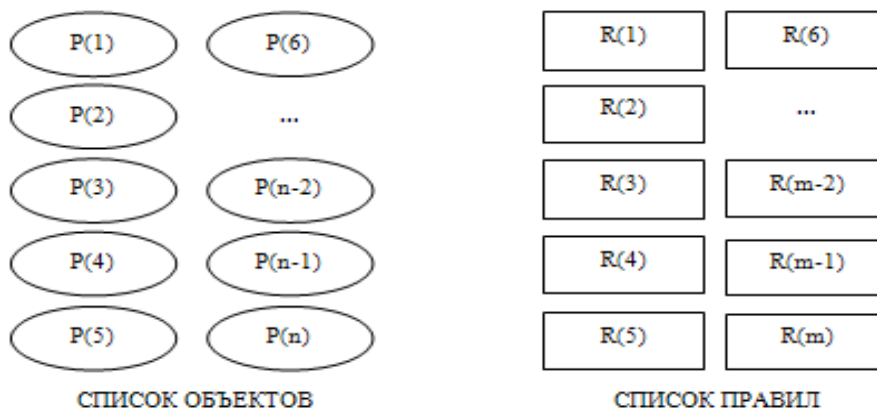 P(1) P(6) R(1) R(6)
P(2) ... R(2) ...
P(3) P(n-2) R(3) R(m-2)
P(4) P(n-1) R(4) R(m-1)
P(5) P(n) R(5) R(m)
СПИСОК ОБЪЕКТОВ СПИСОК ПРАВИЛ